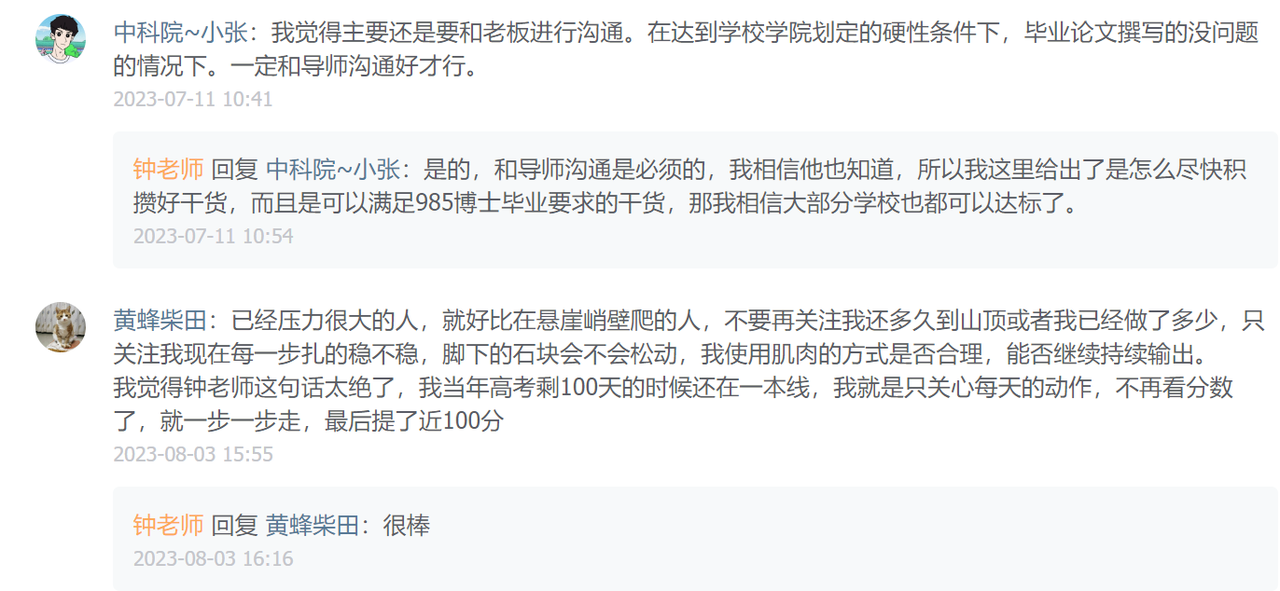 中科院~小张：我觉得主要还是要和老板进行沟通。在达到学校学院划定的硬性条件下，毕业论文撰写的没问题
的情况下。一定和导师沟通好才行。
2023-07-11 10:41
钟老师 回复 中科院~小张：是的，和导师沟通是必须的，我相信他也知道，所以我这里给出了是怎么尽快积
攒好干货，而且是可以满足985博士毕业要求的干货，那我相信大部分学校也都可以达标了。
2023-07-11 10:54
黄蜂柴田：已经压力很大的人，就好比在悬崖峭壁爬的人，不要再关注我还多久到山顶或者我已经做了多少，只
关注我现在每一步扎的稳不稳，脚下的石块会不会松动，我使用肌肉的方式是否合理，能否继续持续输出。
我觉得钟老师这句话太绝了，我当年高考剩100天的时候还在一本线，我就是只关心每天的动作，不再看分数
了，就一步一步走，最后提了近100分
2023-08-03 15:55
钟老师 回复 黄蜂柴田：很棒
2023-08-03 16:16